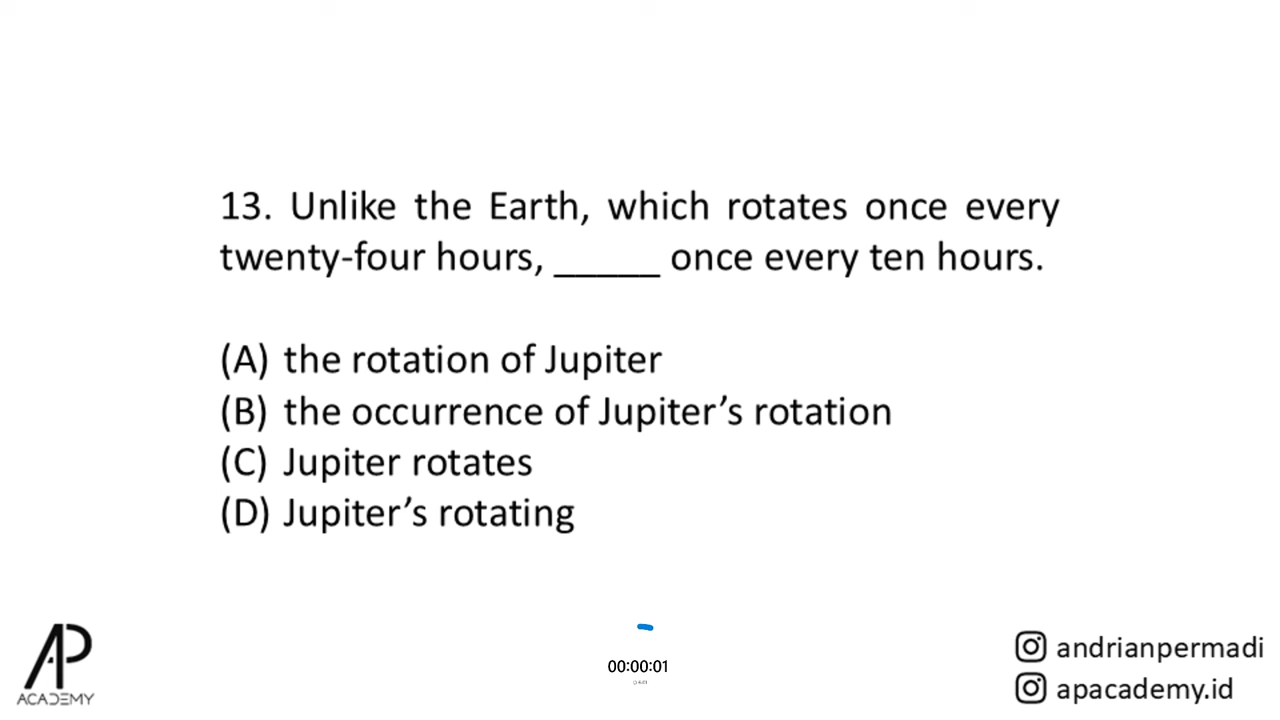 13. Unlike the Earth, which rotates once every
twenty-four hours, _____ once every ten hours.
(A) the rotation of Jupiter
(B) the occurrence of Jupiter’s rotation
(C) Jupiter rotates
(D) Jupiter’s rotating
AP
ACADEMY
00:00:01
andrianpermadi
apacademy.id